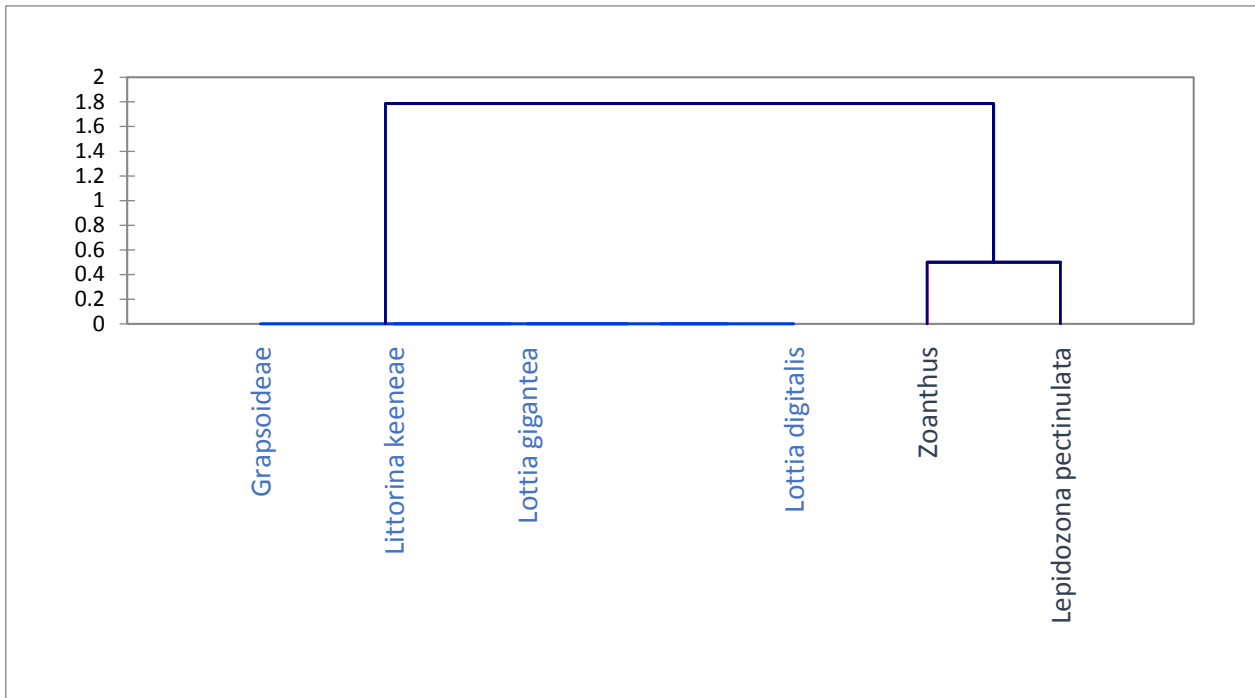 2
1.8
1.6
1.4
1.2
1
0.8
0.6
0.4
0.2
0
Grapsoideae
Littorina keeneae
Lottia gigantea
Lottia digitalis
Zoanthus
Lepidozona pectinulata